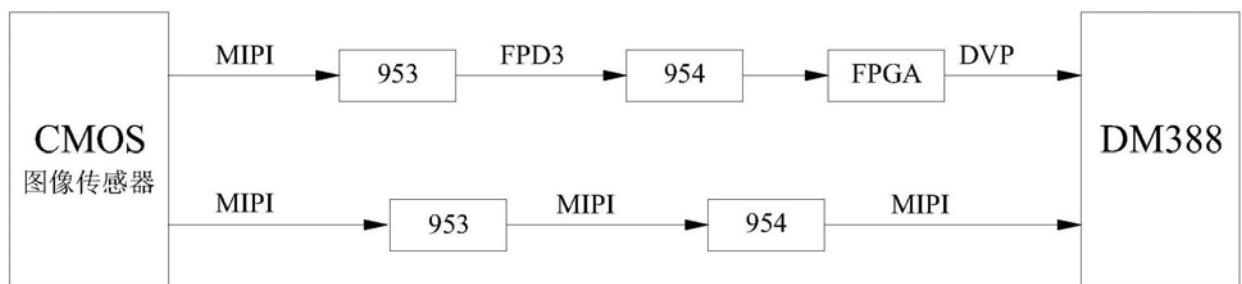 MIPI
953
FPD3
954
FPGA
DVP
CMOS
图像传感器
DM388
MIPI
953
MIPI
954
MIPI